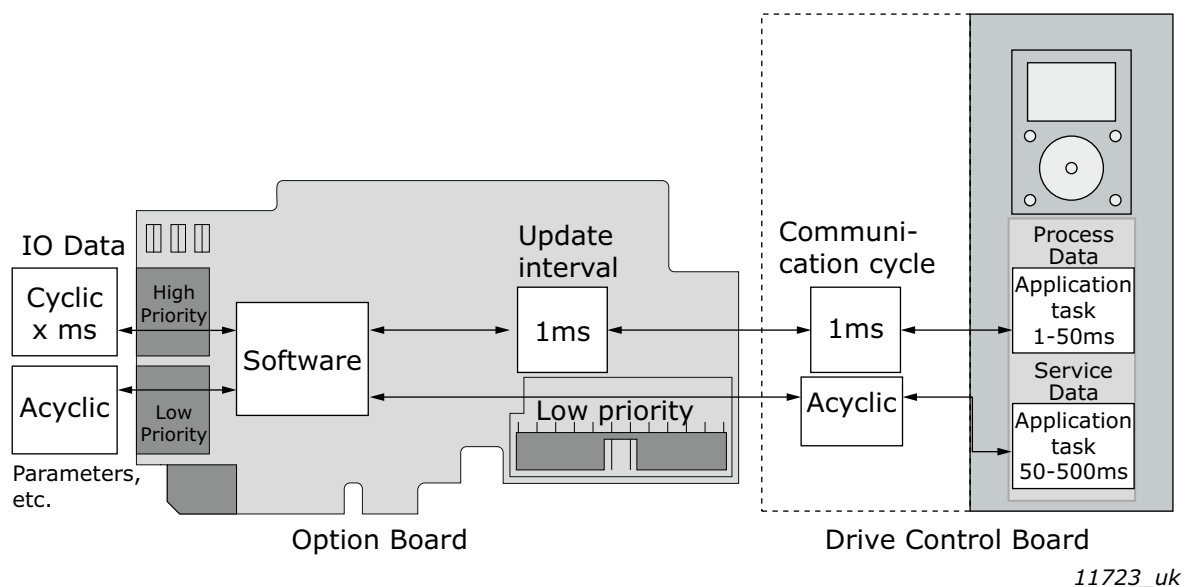 IO Data
Cyclic
x ms
High
Priority
Acyclic
Low
Priority
Parameters,
etc.
Software
Update
interval
1ms
Low priority
Option Board
Communi-
cation cycle
1ms
Acyclic
Process
Data
Application
task
1-50ms
Service
Data
Application
task
50-500ms
Drive Control Board
11723_uk